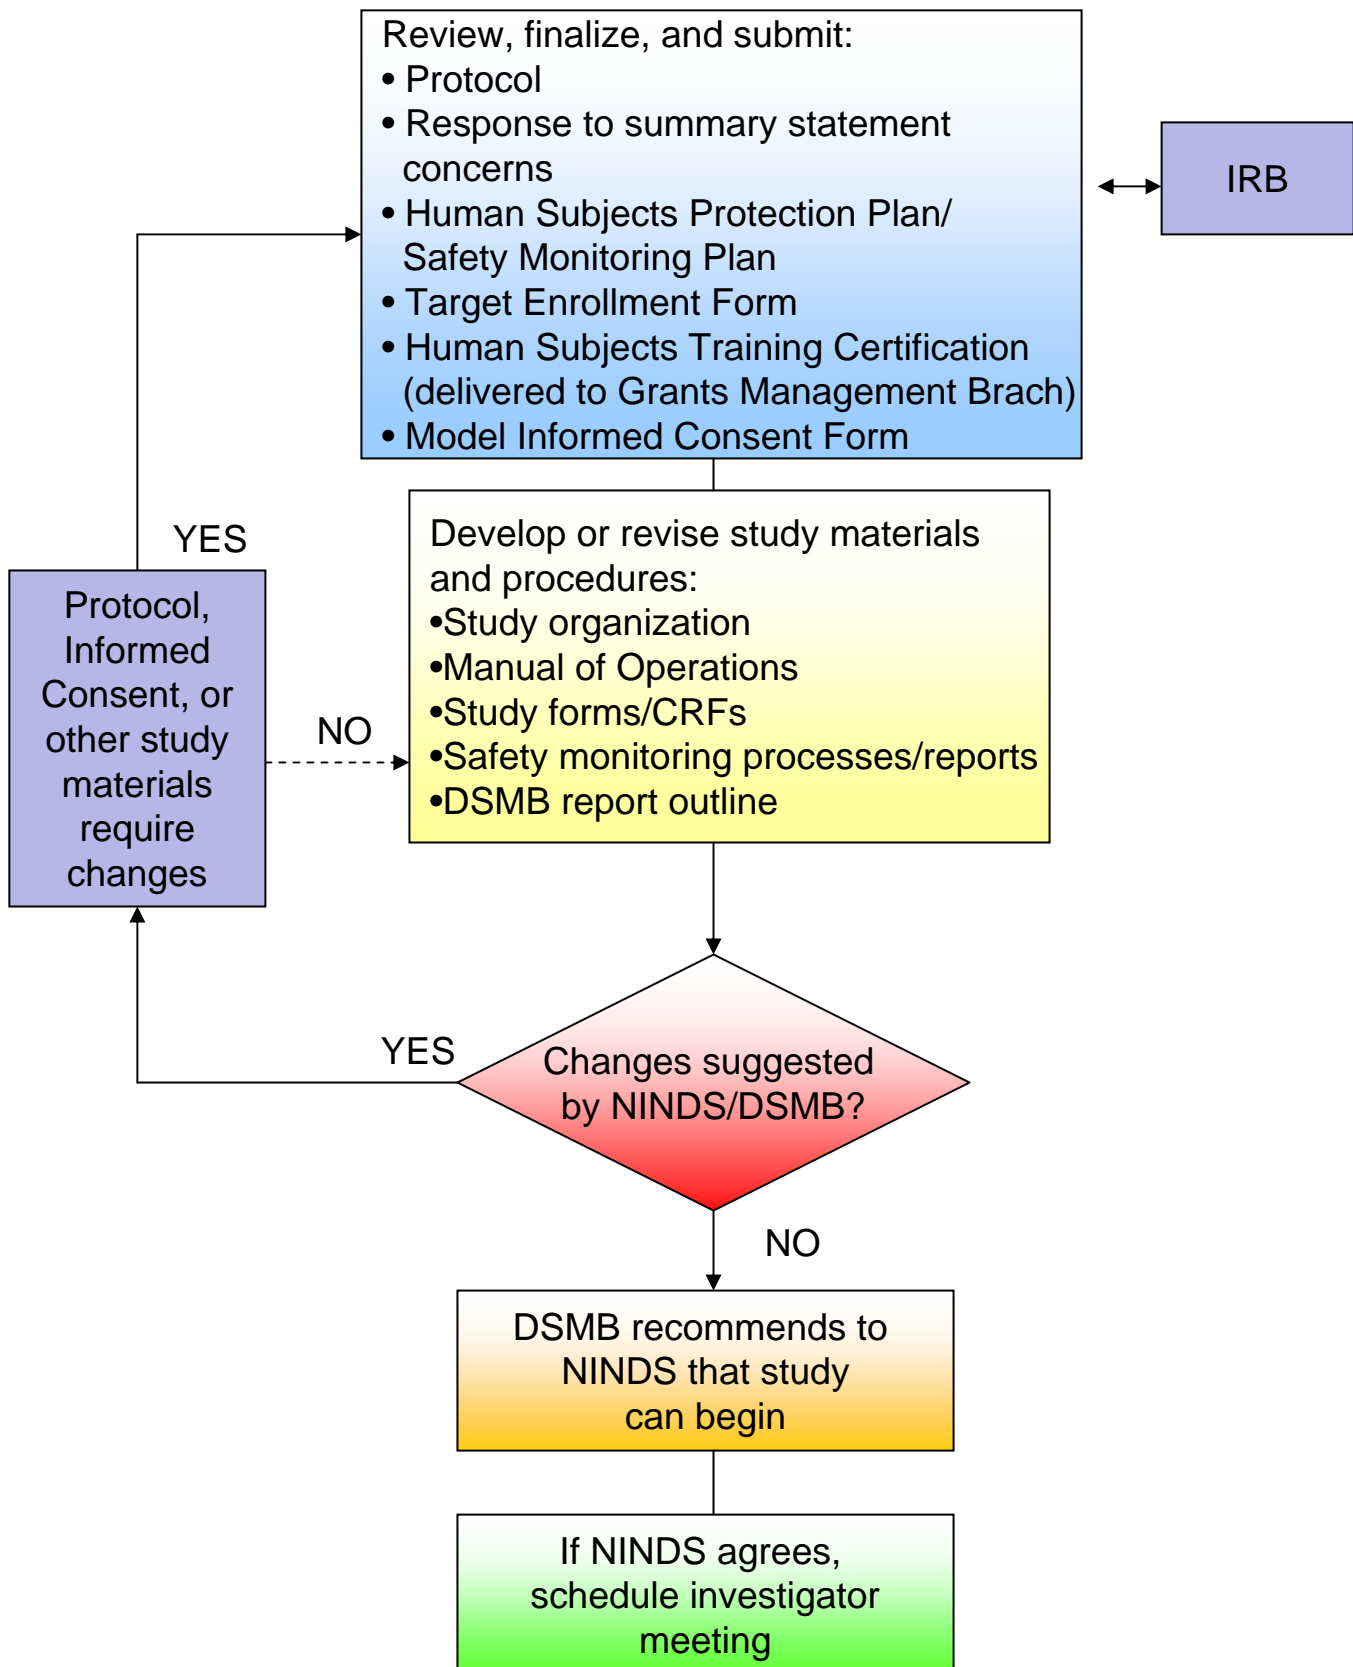 Review, finalize, and submit:
• Protocol
• Response to summary statement
concerns
• Human Subjects Protection Plan/
Safety Monitoring Plan
• Target Enrollment Form
• Human Subjects Training Certification
(delivered to Grants Management Brach)
• Model Informed Consent Form
IRB
YES
Protocol,
Informed
Consent, or
other study
materials
require
changes
NO
Develop or revise study materials
and procedures:
•Study organization
•Manual of Operations
•Study forms/CRFs
•Safety monitoring processes/reports
•DSMB report outline
YES
Changes suggested
by NINDS/DSMB?
NO
DSMB recommends to
NINDS that study
can begin
If NINDS agrees,
schedule investigator
meeting